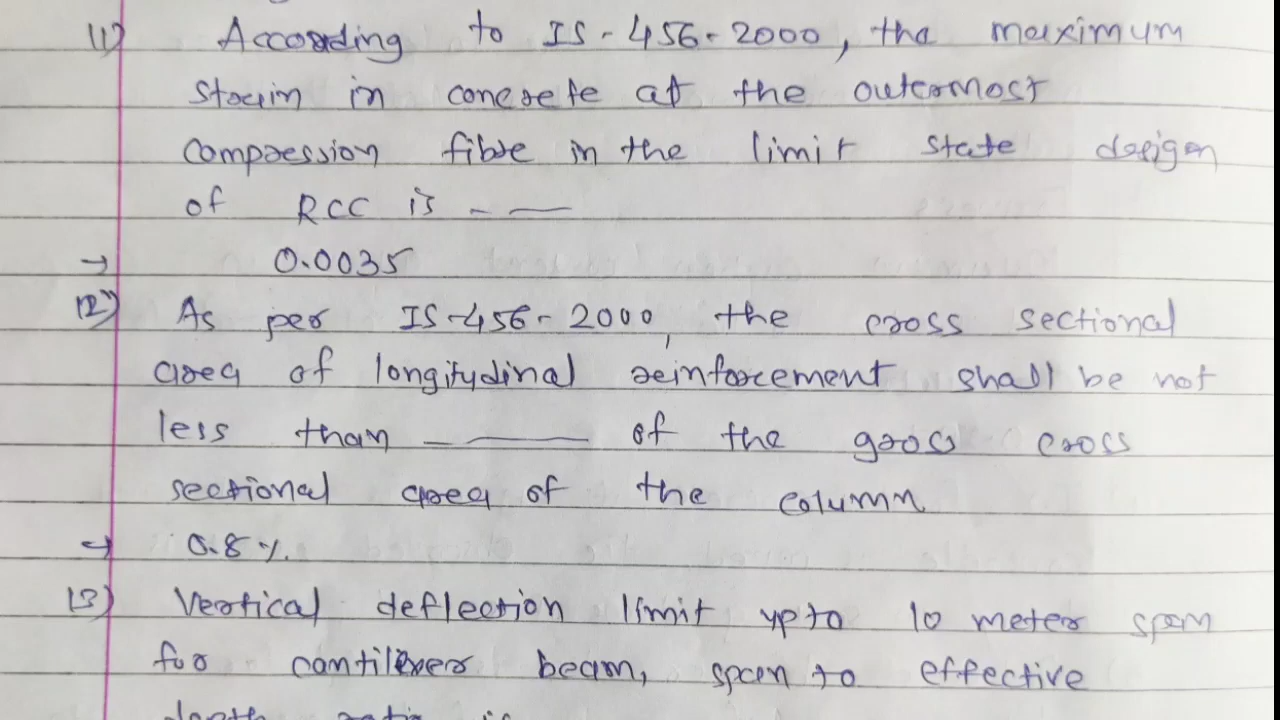 11) According to IS-456-2000, the maximum
strain in concrete at the outermost
compression fibre in the limit state design
of RCC is - —
→ 0.0035
12) As per IS-456-2000, the cross sectional
area of longitudinal reinforcement shall be not
less than - — of the gross cross
sectional area of the column
→ 0.8%.
13) Vertical deflection limit upto 10 meter span
for cantilever beam, span to effective
depth ratio is